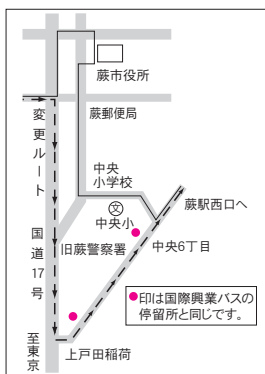 蕨市役所
蕨郵便局
変更ルート
中央
小学校
蕨駅西口へ
文
中央小
国道17号
旧蕨警察署
中央6丁目
●印は国際興業バスの
停留所と同じです。
至東京
上戸田稲荷